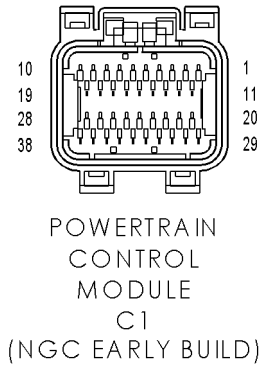 10 1
19 11
28 20
38 29
POWERTRAIN
CONTROL
MODULE
C1
(NGC EARLY BUILD)